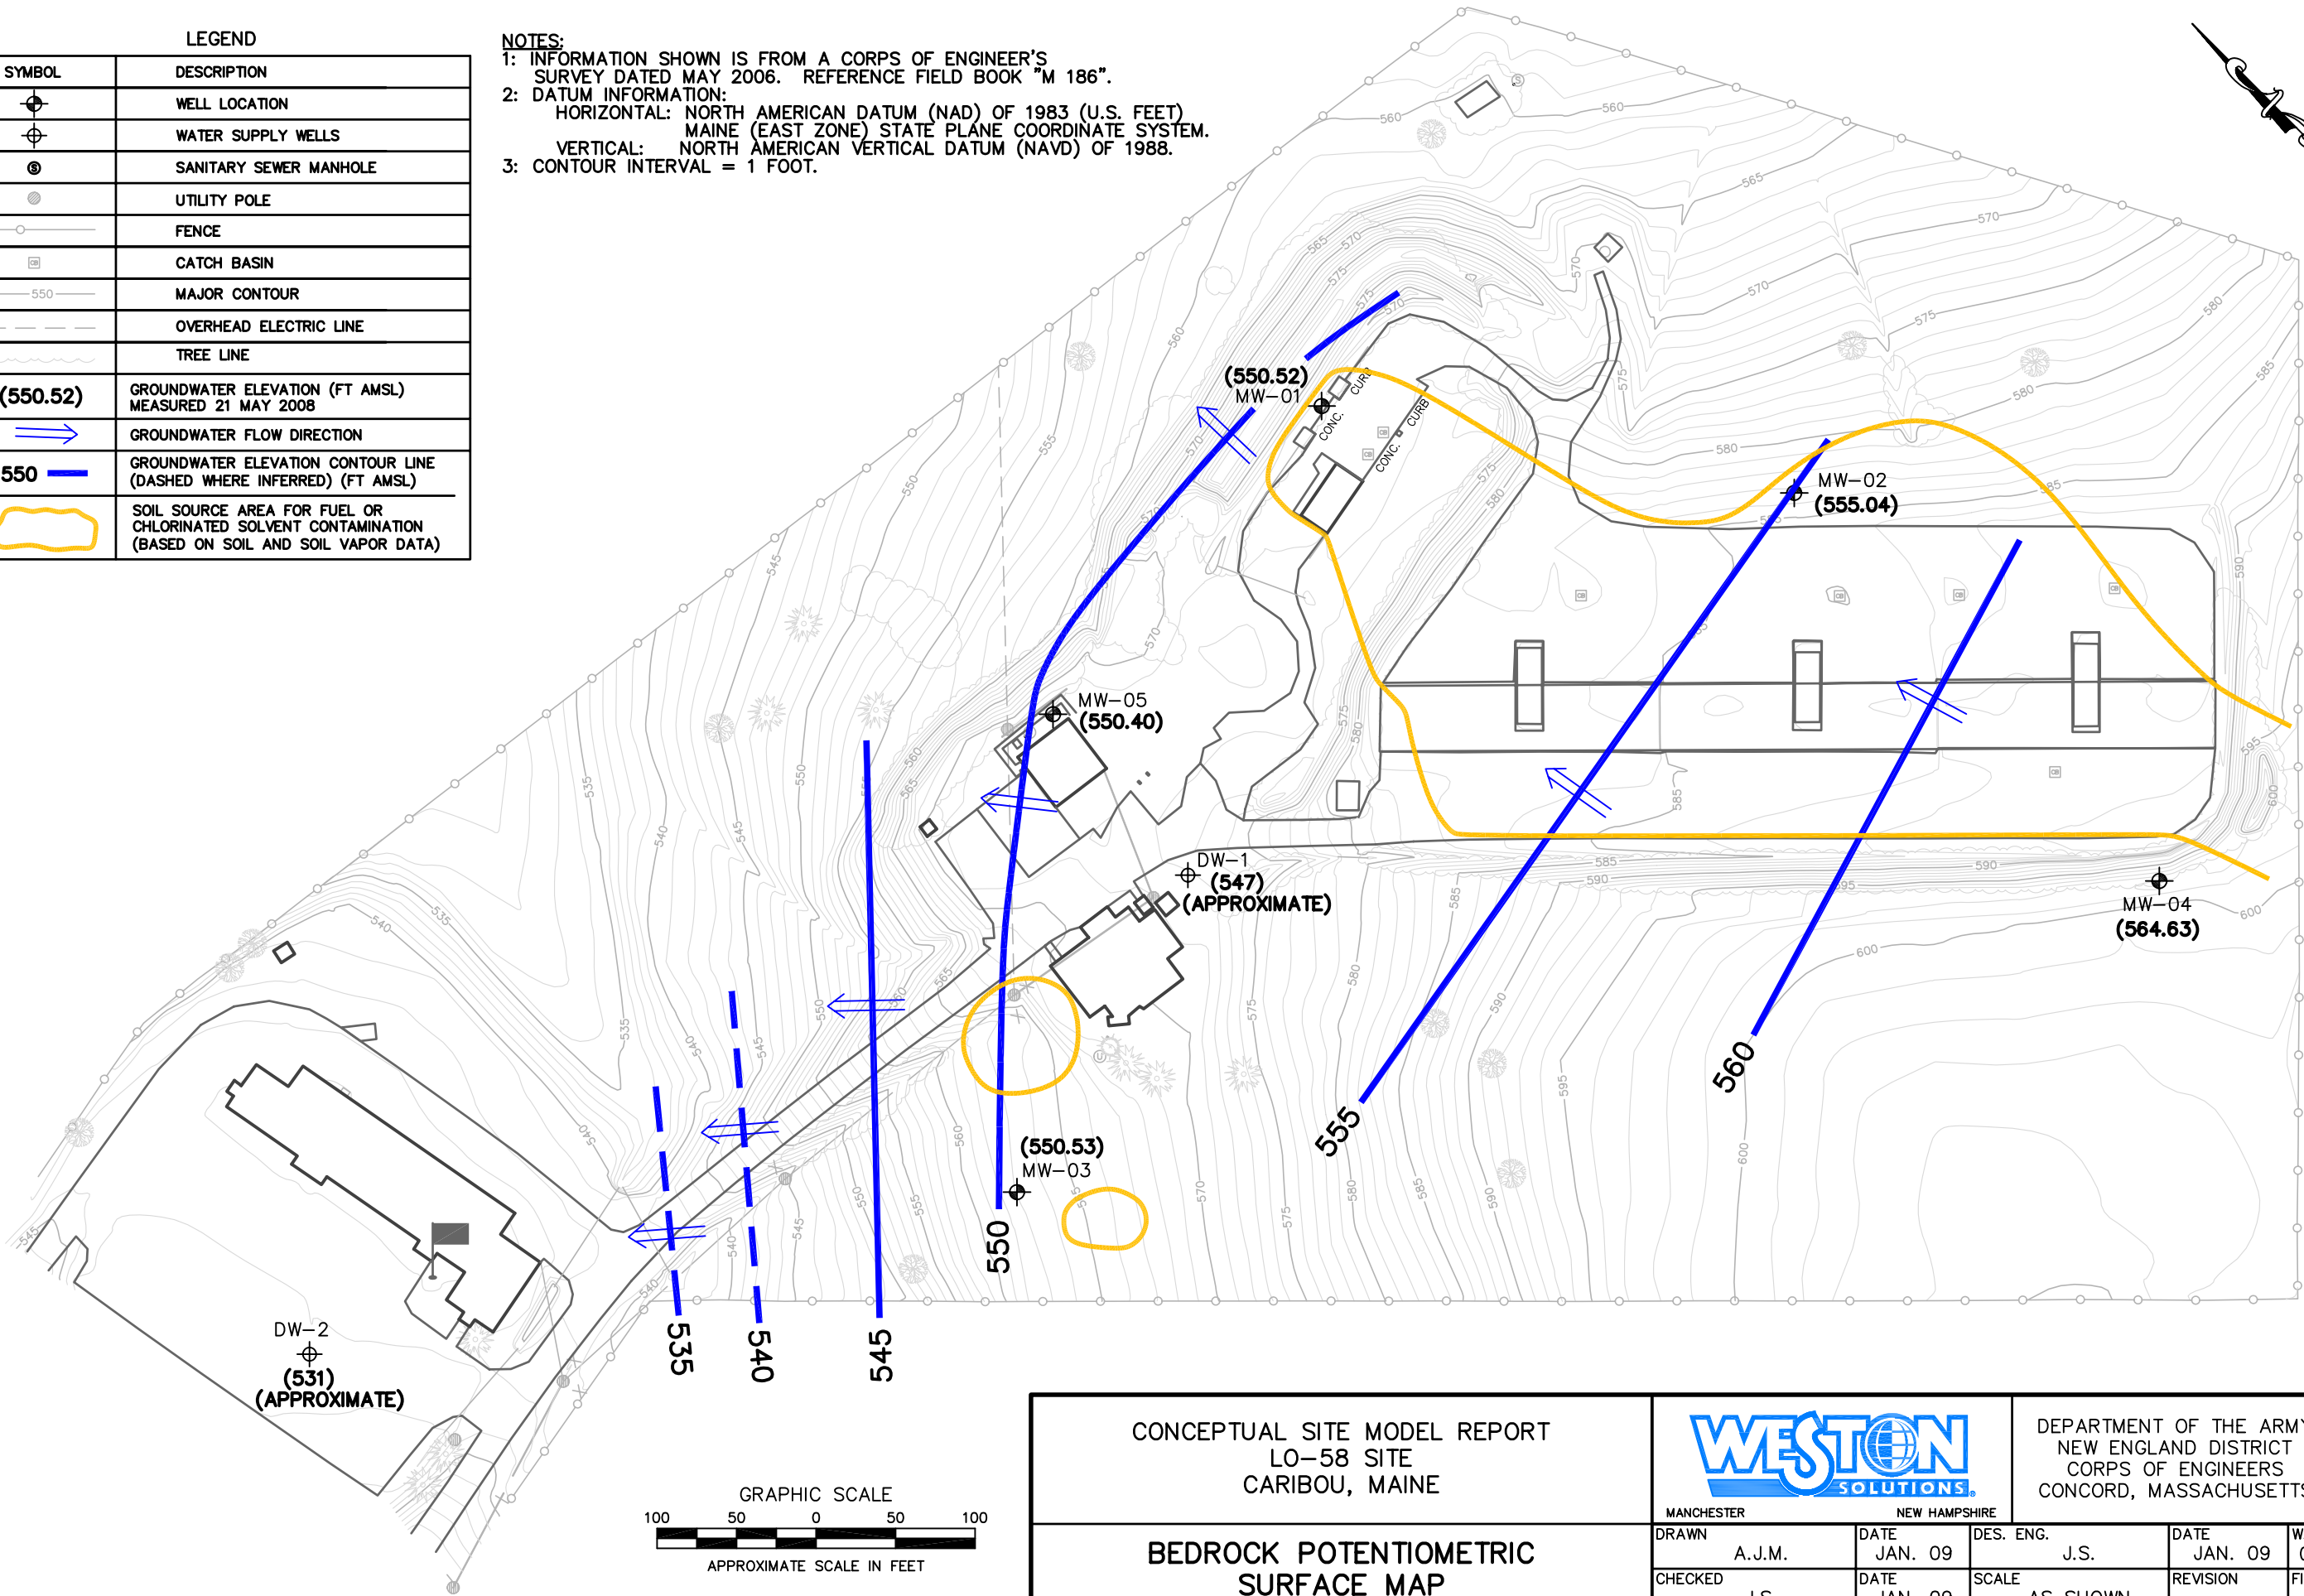 LEGEND
SYMBOL DESCRIPTION
WELL LOCATION
WATER SUPPLY WELLS
S SANITARY SEWER MANHOLE
UTILITY POLE
FENCE
CB CATCH BASIN
550 MAJOR CONTOUR
OVERHEAD ELECTRIC LINE
TREE LINE
(550.52) GROUNDWATER ELEVATION (FT AMSL)
MEASURED 21 MAY 2008
GROUNDWATER FLOW DIRECTION
550 GROUNDWATER ELEVATION CONTOUR LINE
(DASHED WHERE INFERRED) (FT AMSL)
SOIL SOURCE AREA FOR FUEL OR
CHLORINATED SOLVENT CONTAMINATION
(BASED ON SOIL AND SOIL VAPOR DATA)
NOTES:
1: INFORMATION SHOWN IS FROM A CORPS OF ENGINEER'S
SURVEY DATED MAY 2006. REFERENCE FIELD BOOK "M 186".
2: DATUM INFORMATION:
HORIZONTAL: NORTH AMERICAN DATUM (NAD) OF 1983 (U.S. FEET)
MAINE (EAST ZONE) STATE PLANE COORDINATE SYSTEM.
VERTICAL: NORTH AMERICAN VERTICAL DATUM (NAVD) OF 1988.
3: CONTOUR INTERVAL = 1 FOOT.
(550.52)
MW-01
CONC. CURB
CONC. CURB
MW-02
(555.04)
MW-05
(550.40)
DW-1
(547)
(APPROXIMATE)
MW-04
(564.63)
(550.53)
MW-03
DW-2
(531)
(APPROXIMATE)
535
540
545
550
555
560
GRAPHIC SCALE
100 50 0 50 100
APPROXIMATE SCALE IN FEET
CONCEPTUAL SITE MODEL REPORT
LO-58 SITE
CARIBOU, MAINE
BEDROCK POTENTIOMETRIC
SURFACE MAP
WESTON
SOLUTIONS
MANCHESTER NEW HAMPSHIRE
DEPARTMENT OF THE ARMY
NEW ENGLAND DISTRICT
CORPS OF ENGINEERS
CONCORD, MASSACHUSETTS
DRAWN A.J.M.
DATE JAN. 09
DES. ENG. J.S.
DATE JAN. 09
CHECKED J.S.
DATE JAN. 09
SCALE AS SHOWN
REVISION